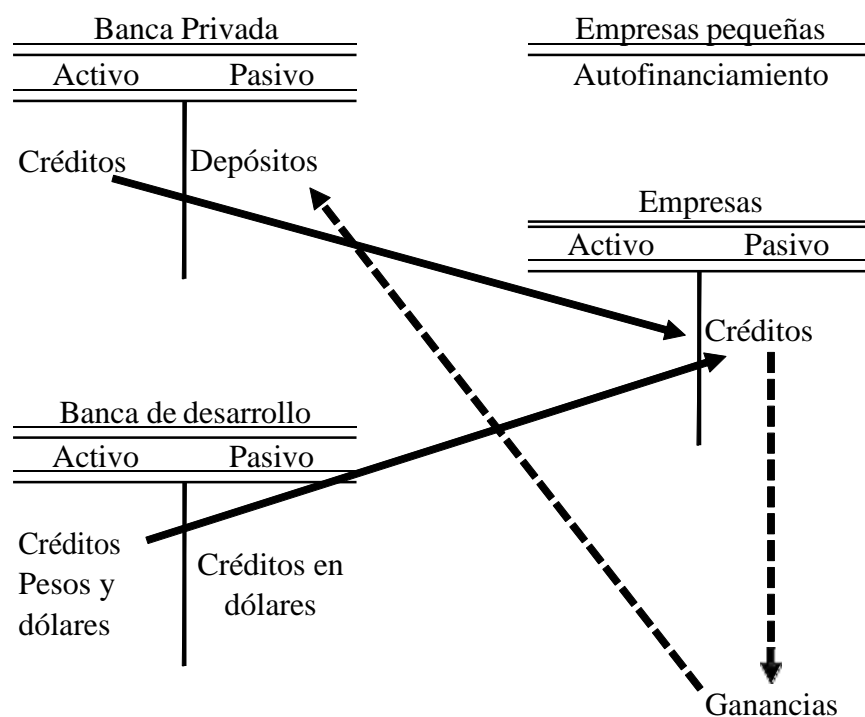 Banca Privada
Activo Pasivo
Créditos Depósitos
Empresas pequeñas
Autofinanciamiento
Empresas
Activo Pasivo
Créditos
Banca de desarrollo
Activo Pasivo
Créditos
Pesos y
dólares
Créditos en
dólares
Ganancias